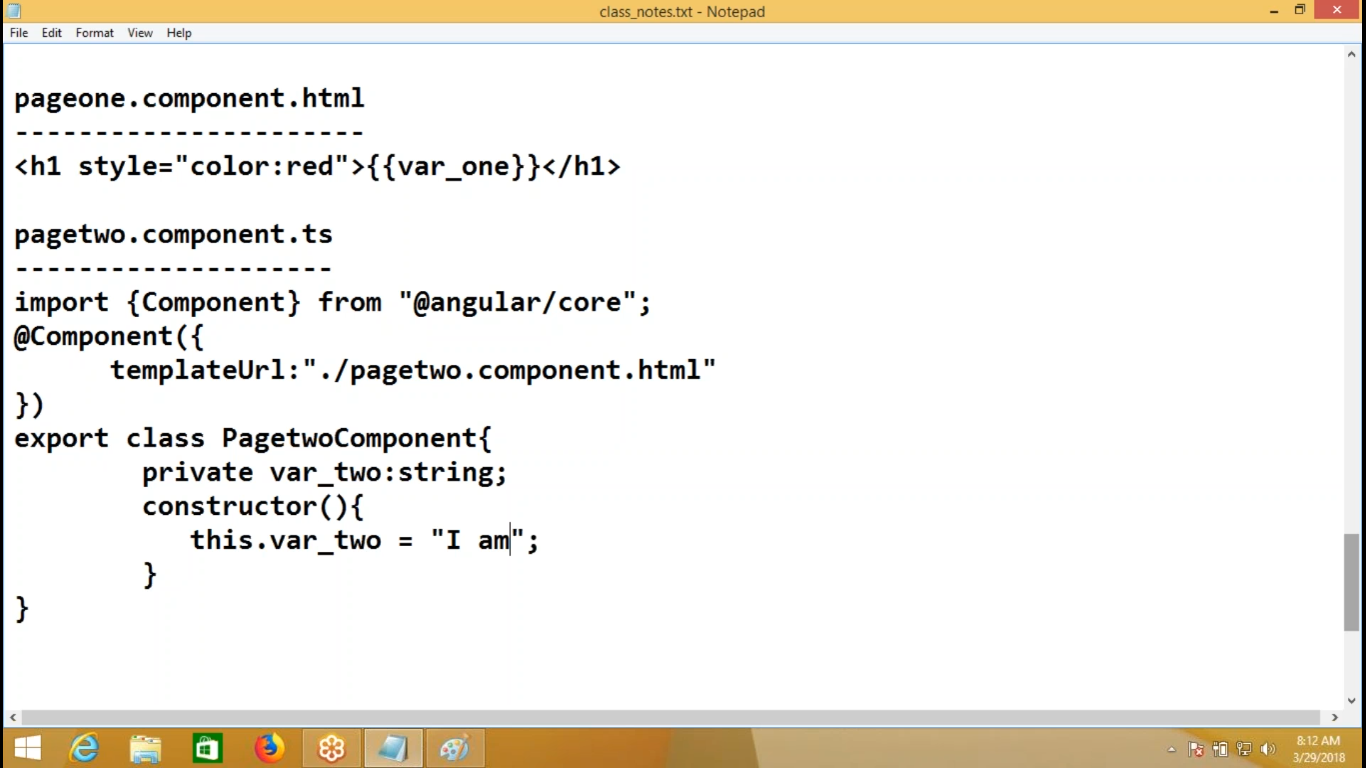 class_notes.txt - Notepad
File Edit Format View Help
pageone.component.html
----------------------
<h1 style="color:red">{{var_one}}</h1>
pagetwo.component.ts
--------------------
import {Component} from "@angular/core";
@Component({
templateUrl:"./pagetwo.component.html"
})
export class PagetwoComponent{
private var_two:string;
constructor(){
this.var_two = "I am";
}
}
8:12 AM
3/29/2018